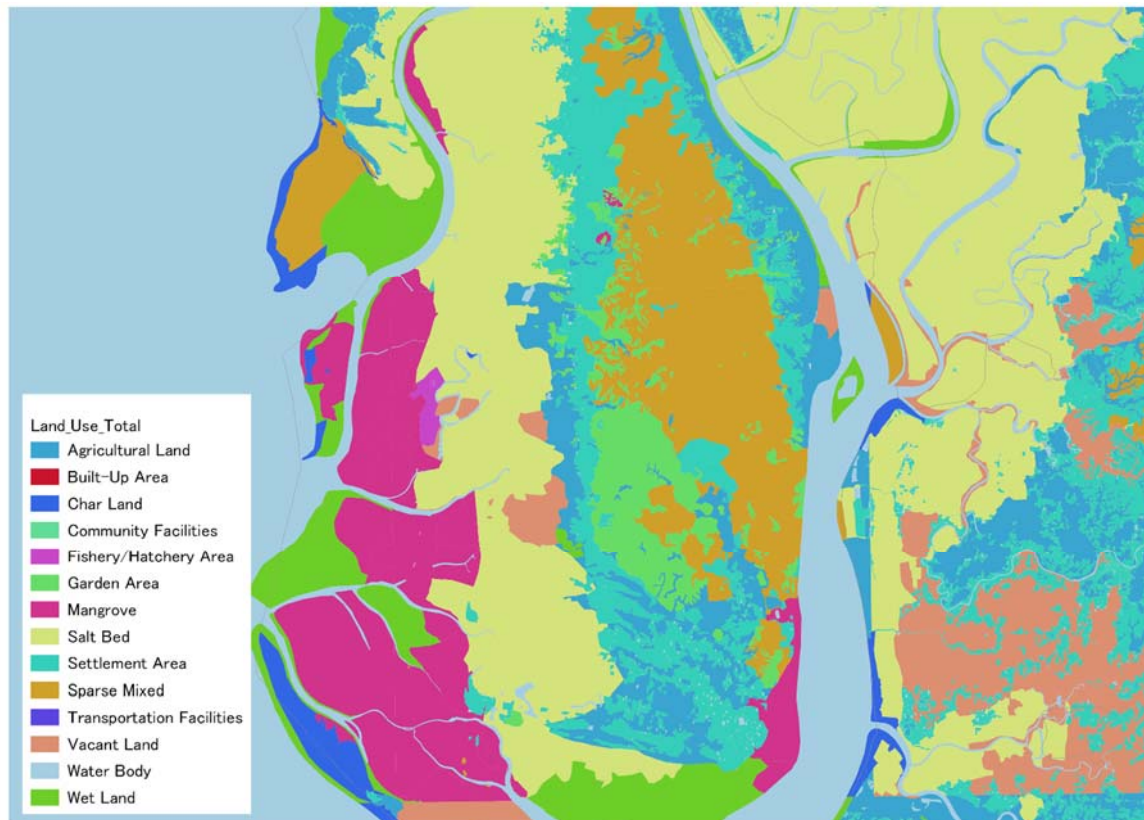 Land_Use_Total
Agricultural Land
Built-Up Area
Char Land
Community Facilities
Fishery/Hatchery Area
Garden Area
Mangrove
Salt Bed
Settlement Area
Sparse Mixed
Transportation Facilities
Vacant Land
Water Body
Wet Land